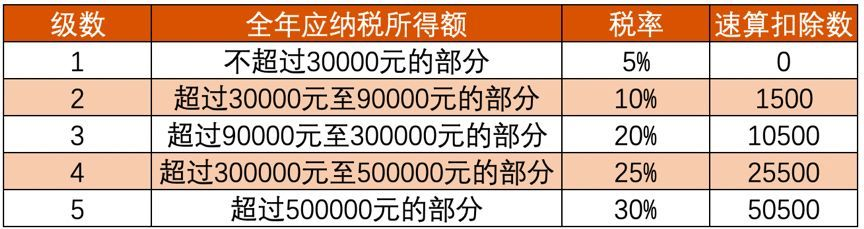 级数 全年应纳税所得额 税率 速算扣除数
1 不超过30000元的部分 5% 0
2 超过30000元至90000元的部分 10% 1500
3 超过90000元至300000元的部分 20% 10500
4 超过300000元至500000元的部分 25% 25500
5 超过500000元的部分 30% 50500